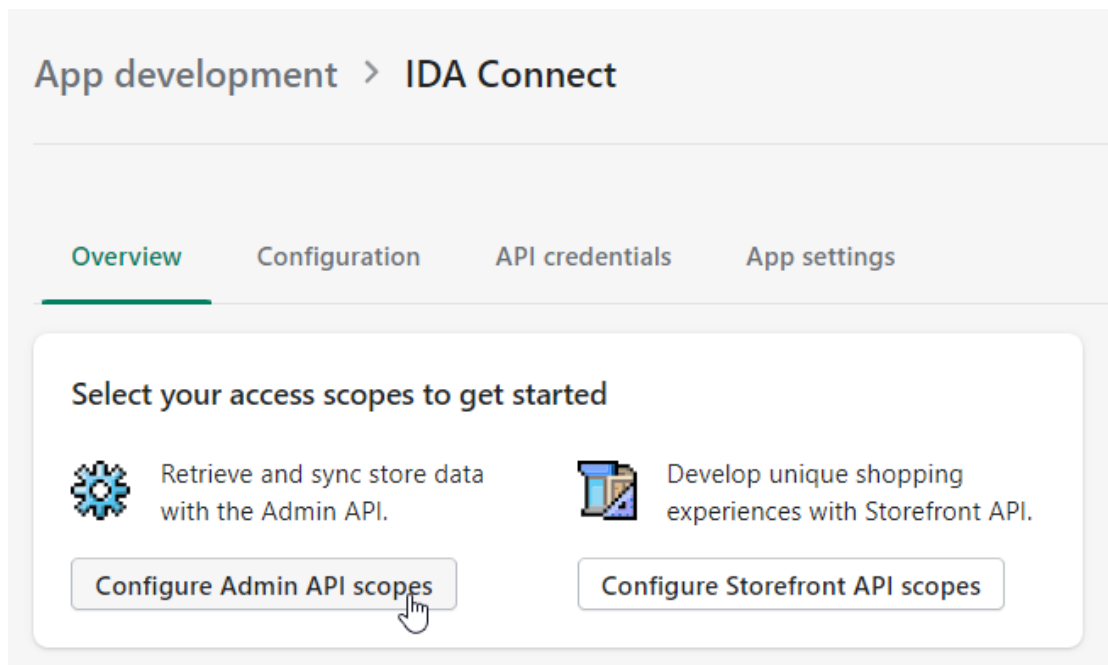 App development > IDA Connect
Overview Configuration API credentials App settings
Select your access scopes to get started
Retrieve and sync store data
with the Admin API.
Configure Admin API scopes
Develop unique shopping
experiences with Storefront API.
Configure Storefront API scopes